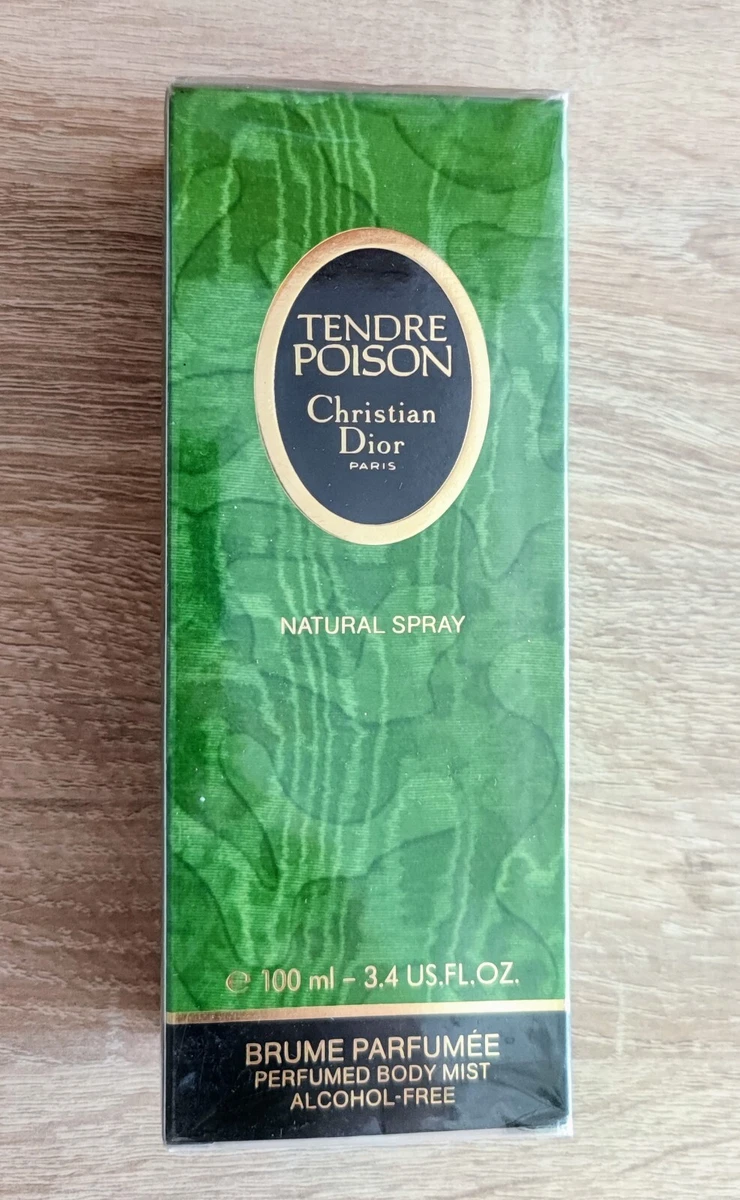 TENDRE
POISON
Christian
Dior
PARIS
NATURAL SPRAY
℮ 100 ml – 3.4 US.FL.OZ.
BRUME PARFUMÉE
PERFUMED BODY MIST
ALCOHOL-FREE